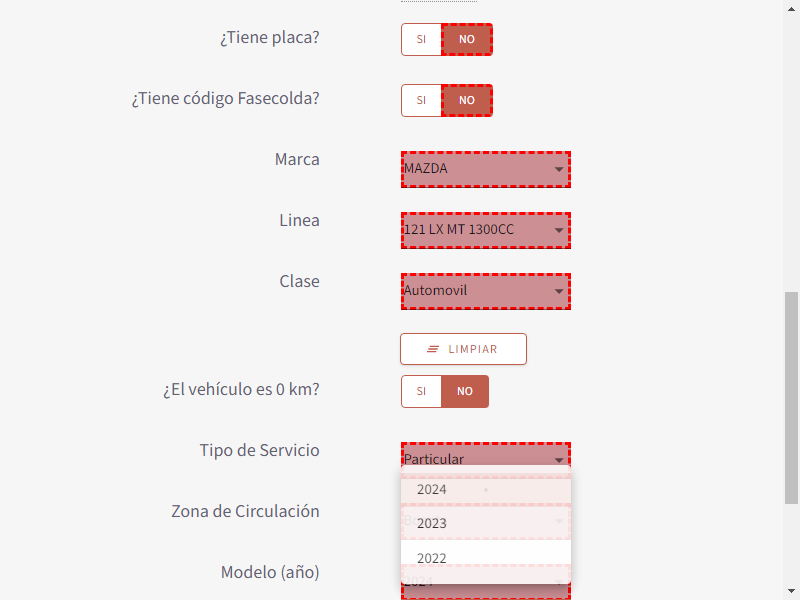 ¿Tiene placa?
SI NO
¿Tiene código Fasecolda?
SI NO
Marca
MAZDA
Linea
121 LX MT 1300CC
Clase
Automovil
LIMPIAR
¿El vehículo es 0 km?
SI NO
Tipo de Servicio
Particular
2024
Zona de Circulación
2023
2022
Modelo (año)
2024